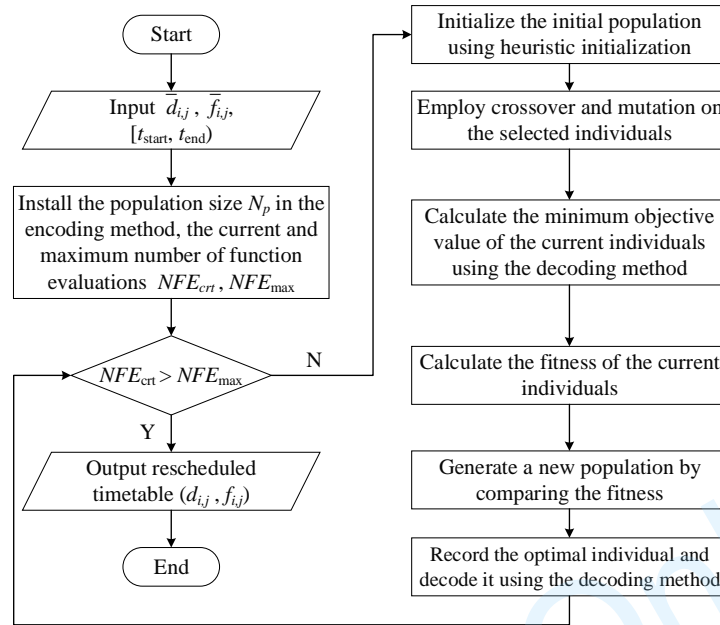 Start
Input d̅i,j , f̅i,j,
[tstart, tend)
Install the population size Np in the
encoding method, the current and
maximum number of function
evaluations NFEcrt , NFEmax
NFEcrt > NFEmax
N
Y
Output rescheduled
timetable (di,j , fi,j)
End
Initialize the initial population
using heuristic initialization
Employ crossover and mutation on
the selected individuals
Calculate the minimum objective
value of the current individuals
using the decoding method
Calculate the fitness of the current
individuals
Generate a new population by
comparing the fitness
Record the optimal individual and
decode it using the decoding method